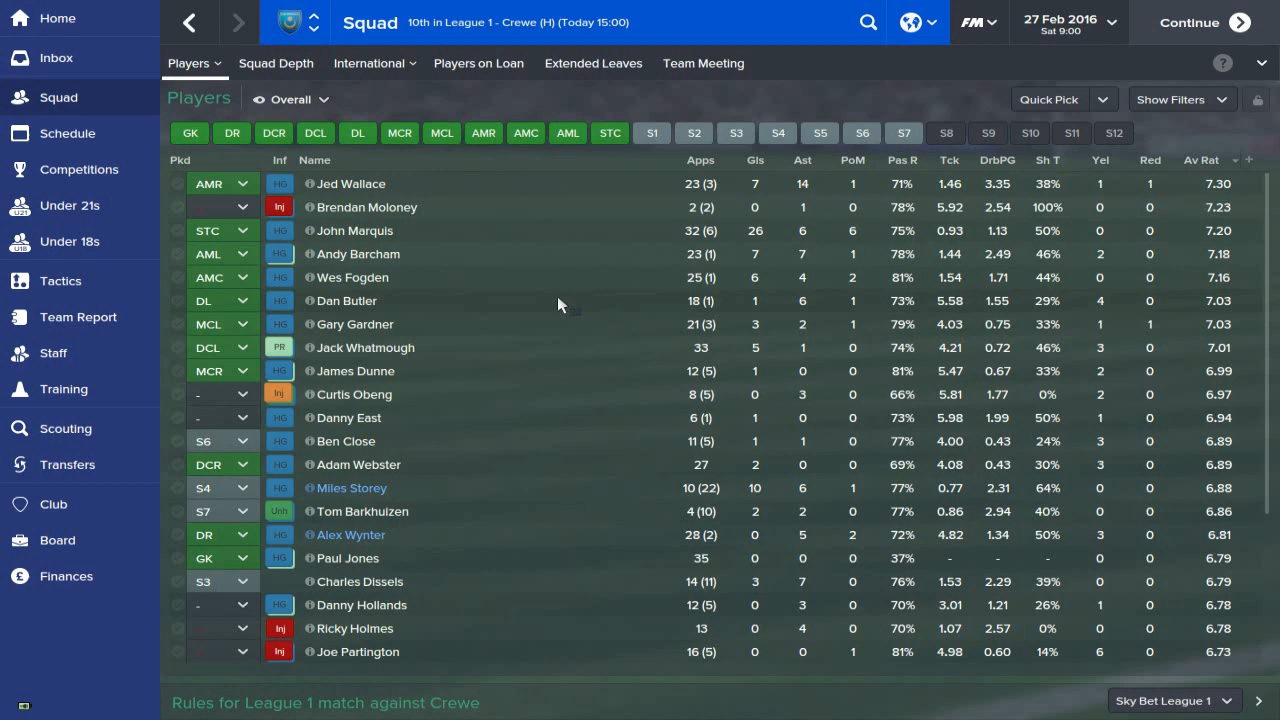 Home
Inbox
Squad
Schedule
Competitions
Under 21s
Under 18s
Tactics
Team Report
Staff
Training
Scouting
Transfers
Club
Board
Finances
Squad 10th in League 1 - Crewe (H) (Today 15:00) FM 27 Feb 2016 Sat 9:00 Continue
Players Squad Depth International Players on Loan Extended Leaves Team Meeting ?
Players Overall Quick Pick Show Filters
GK DR DCR DCL DL MCR MCL AMR AMC AML STC S1 S2 S3 S4 S5 S6 S7 S8 S9 S10 S11 S12
Pkd Inf Name Apps Gls Ast PoM Pas R Tck DrbPG Sh T Yel Red Av Rat +
AMR HG Jed Wallace 23 (3) 7 14 1 71% 1.46 3.35 38% 1 1 7.30
Inj Brendan Moloney 2 (2) 0 1 0 78% 5.92 2.54 100% 0 0 7.23
STC HG John Marquis 32 (6) 26 6 6 75% 0.93 1.13 50% 0 0 7.20
AML HG Andy Barcham 23 (1) 7 7 1 78% 1.44 2.49 46% 2 0 7.18
AMC HG Wes Fogden 25 (1) 6 4 2 81% 1.54 1.71 44% 0 0 7.16
DL HG Dan Butler 18 (1) 1 6 1 73% 5.58 1.55 29% 4 0 7.03
MCL HG Gary Gardner 21 (3) 3 2 1 79% 4.03 0.75 33% 1 1 7.03
DCL PR Jack Whatmough 33 5 1 0 74% 4.21 0.72 46% 3 0 7.01
MCR HG James Dunne 12 (5) 1 0 0 81% 5.47 0.67 33% 2 0 6.99
- Inj Curtis Obeng 8 (5) 0 3 0 66% 5.81 1.77 0% 2 0 6.97
- HG Danny East 6 (1) 1 0 0 73% 5.98 1.99 50% 1 0 6.94
S6 HG Ben Close 11 (5) 1 1 0 77% 4.00 0.43 24% 3 0 6.89
DCR HG Adam Webster 27 2 0 0 69% 4.08 0.43 30% 3 0 6.89
S4 HG Miles Storey 10 (22) 10 6 1 77% 0.77 2.31 64% 0 0 6.88
S7 Unh Tom Barkhuizen 4 (10) 2 2 0 77% 0.86 2.94 40% 0 0 6.86
DR HG Alex Wynter 28 (2) 0 5 2 72% 4.82 1.34 50% 3 0 6.81
GK HG Paul Jones 35 0 0 0 37% - - - 0 0 6.79
S3 Charles Dissels 14 (11) 3 7 0 76% 1.53 2.29 39% 0 0 6.79
- HG Danny Hollands 12 (5) 0 3 0 70% 3.01 1.21 26% 1 0 6.78
Inj Ricky Holmes 13 0 4 0 70% 1.07 2.57 0% 0 0 6.78
Inj Joe Partington 16 (5) 0 0 1 81% 4.98 0.60 14% 6 0 6.73
Rules for League 1 match against Crewe Sky Bet League 1